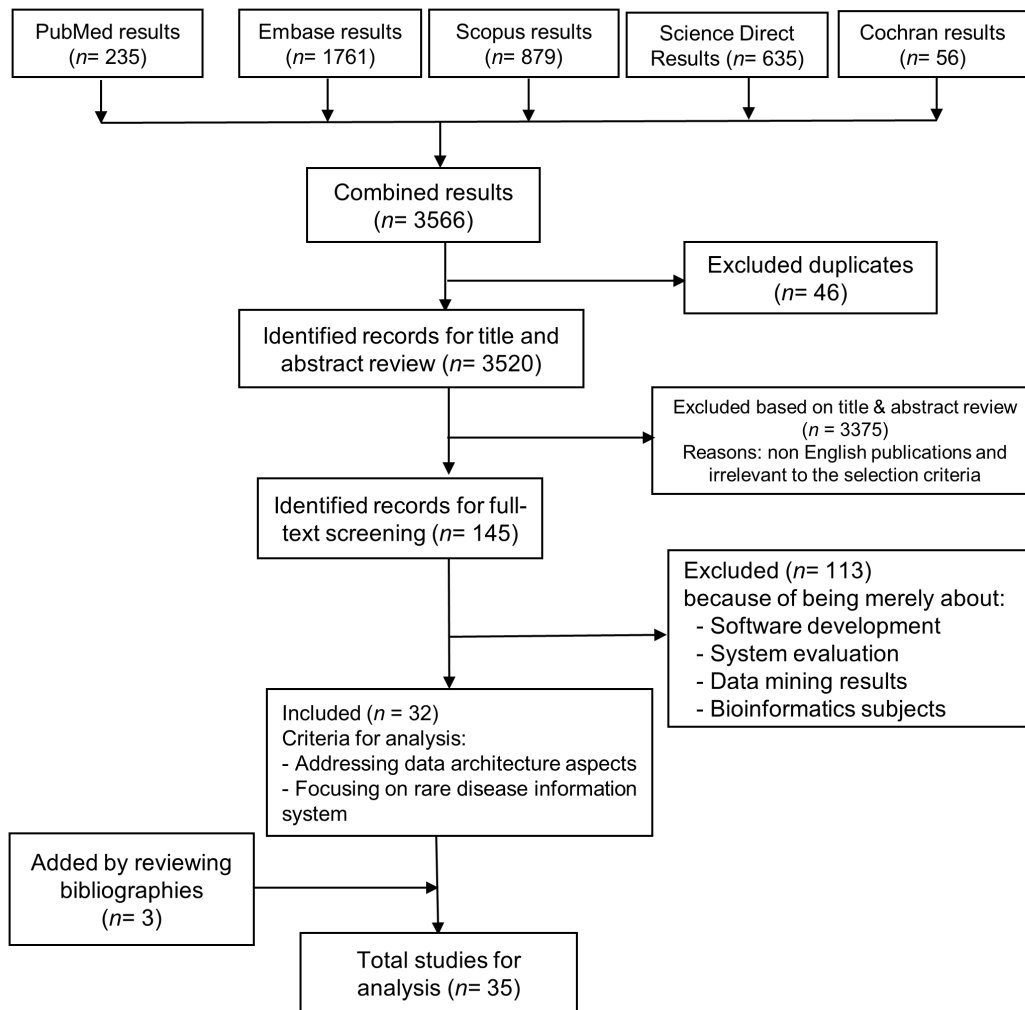 PubMed results
(n= 235)
Embase results
(n= 1761)
Scopus results
(n= 879)
Science Direct
Results (n= 635)
Cochran results
(n= 56)
Combined results
(n= 3566)
Excluded duplicates
(n= 46)
Identified records for title and
abstract review (n= 3520)
Excluded based on title & abstract review
(n = 3375)
Reasons: non English publications and
irrelevant to the selection criteria
Identified records for full-
text screening (n= 145)
Excluded (n= 113)
because of being merely about:
- Software development
- System evaluation
- Data mining results
- Bioinformatics subjects
Included (n = 32)
Criteria for analysis:
- Addressing data architecture aspects
- Focusing on rare disease information
system
Added by reviewing
bibliographies
(n= 3)
Total studies for
analysis (n= 35)